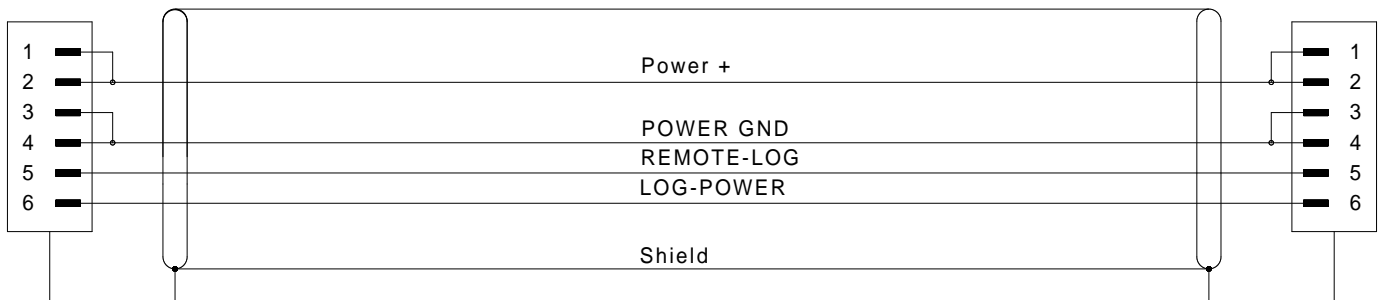 1 1
Power +
2 2
3 3
POWER GND
4 4
REMOTE-LOG
5 5
LOG-POWER
6 6
Shield